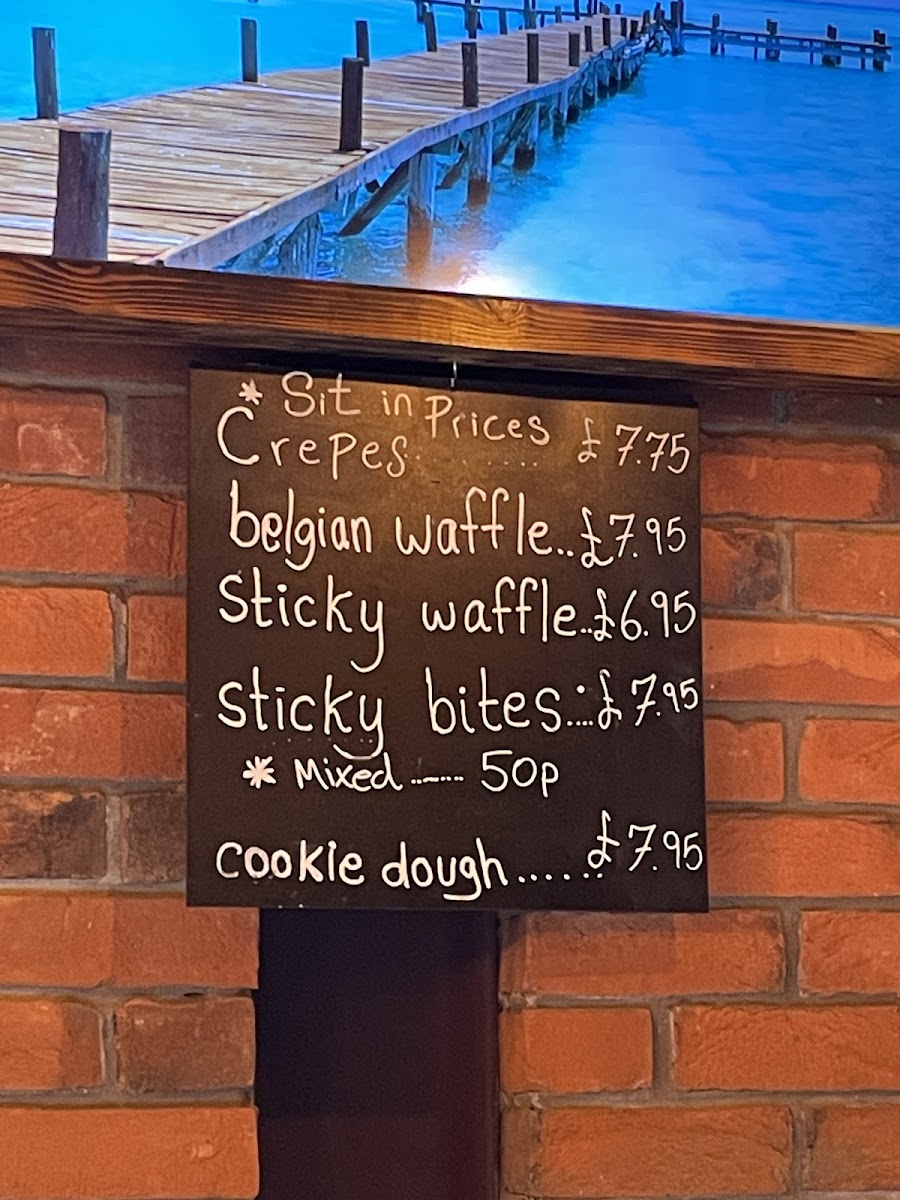 * Sit in Prices
Crepes...... £7.75
belgian waffle..£7.95
Sticky waffle..£6.95
sticky bites....£7.95
* Mixed ........ 50p
cookie dough...... £7.95